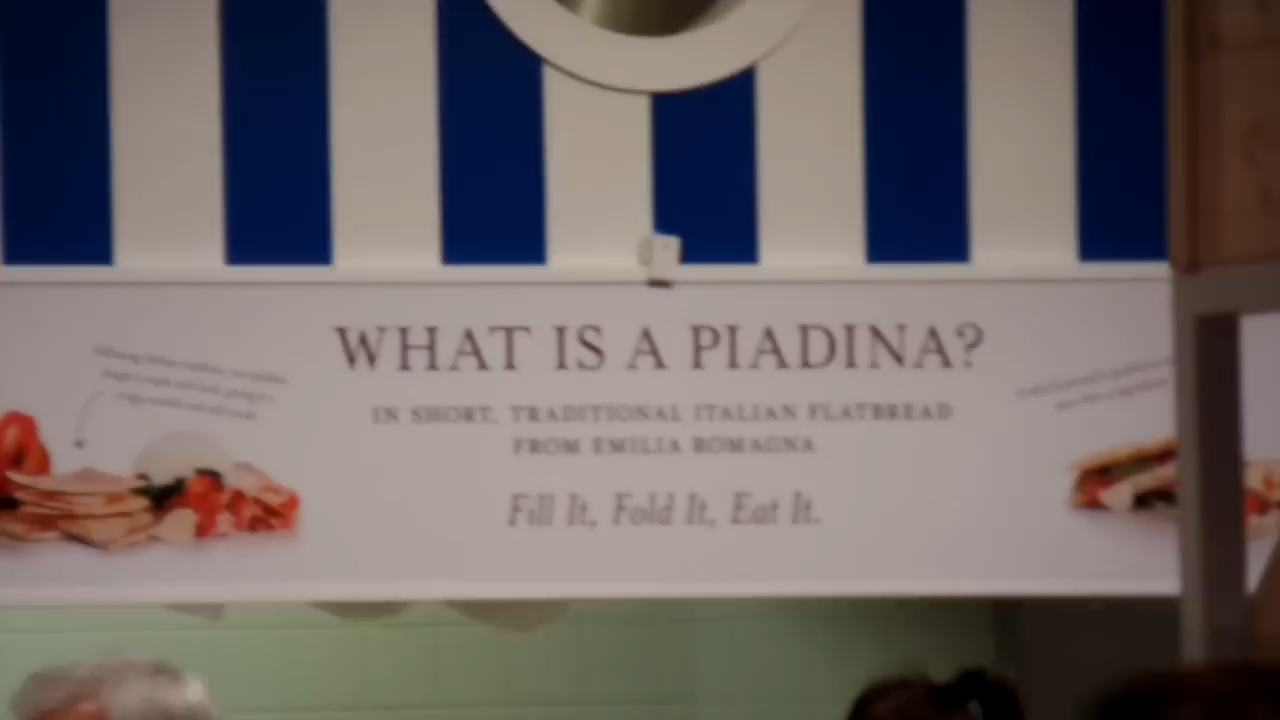 WHAT IS A PIADINA?
IN SHORT, TRADITIONAL ITALIAN FLATBREAD
FROM EMILIA ROMAGNA
Fill It, Fold It, Eat It.